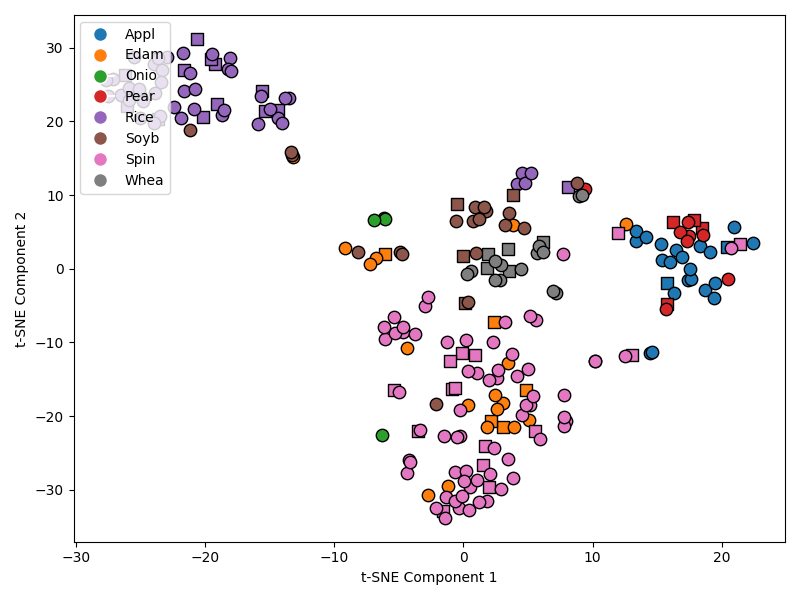 Appl
Edam
Onio
Pear
Rice
Soyb
Spin
Whea
30
20
10
0
−10
−20
−30
−30
−20
−10
0
10
20
t-SNE Component 2
t-SNE Component 1